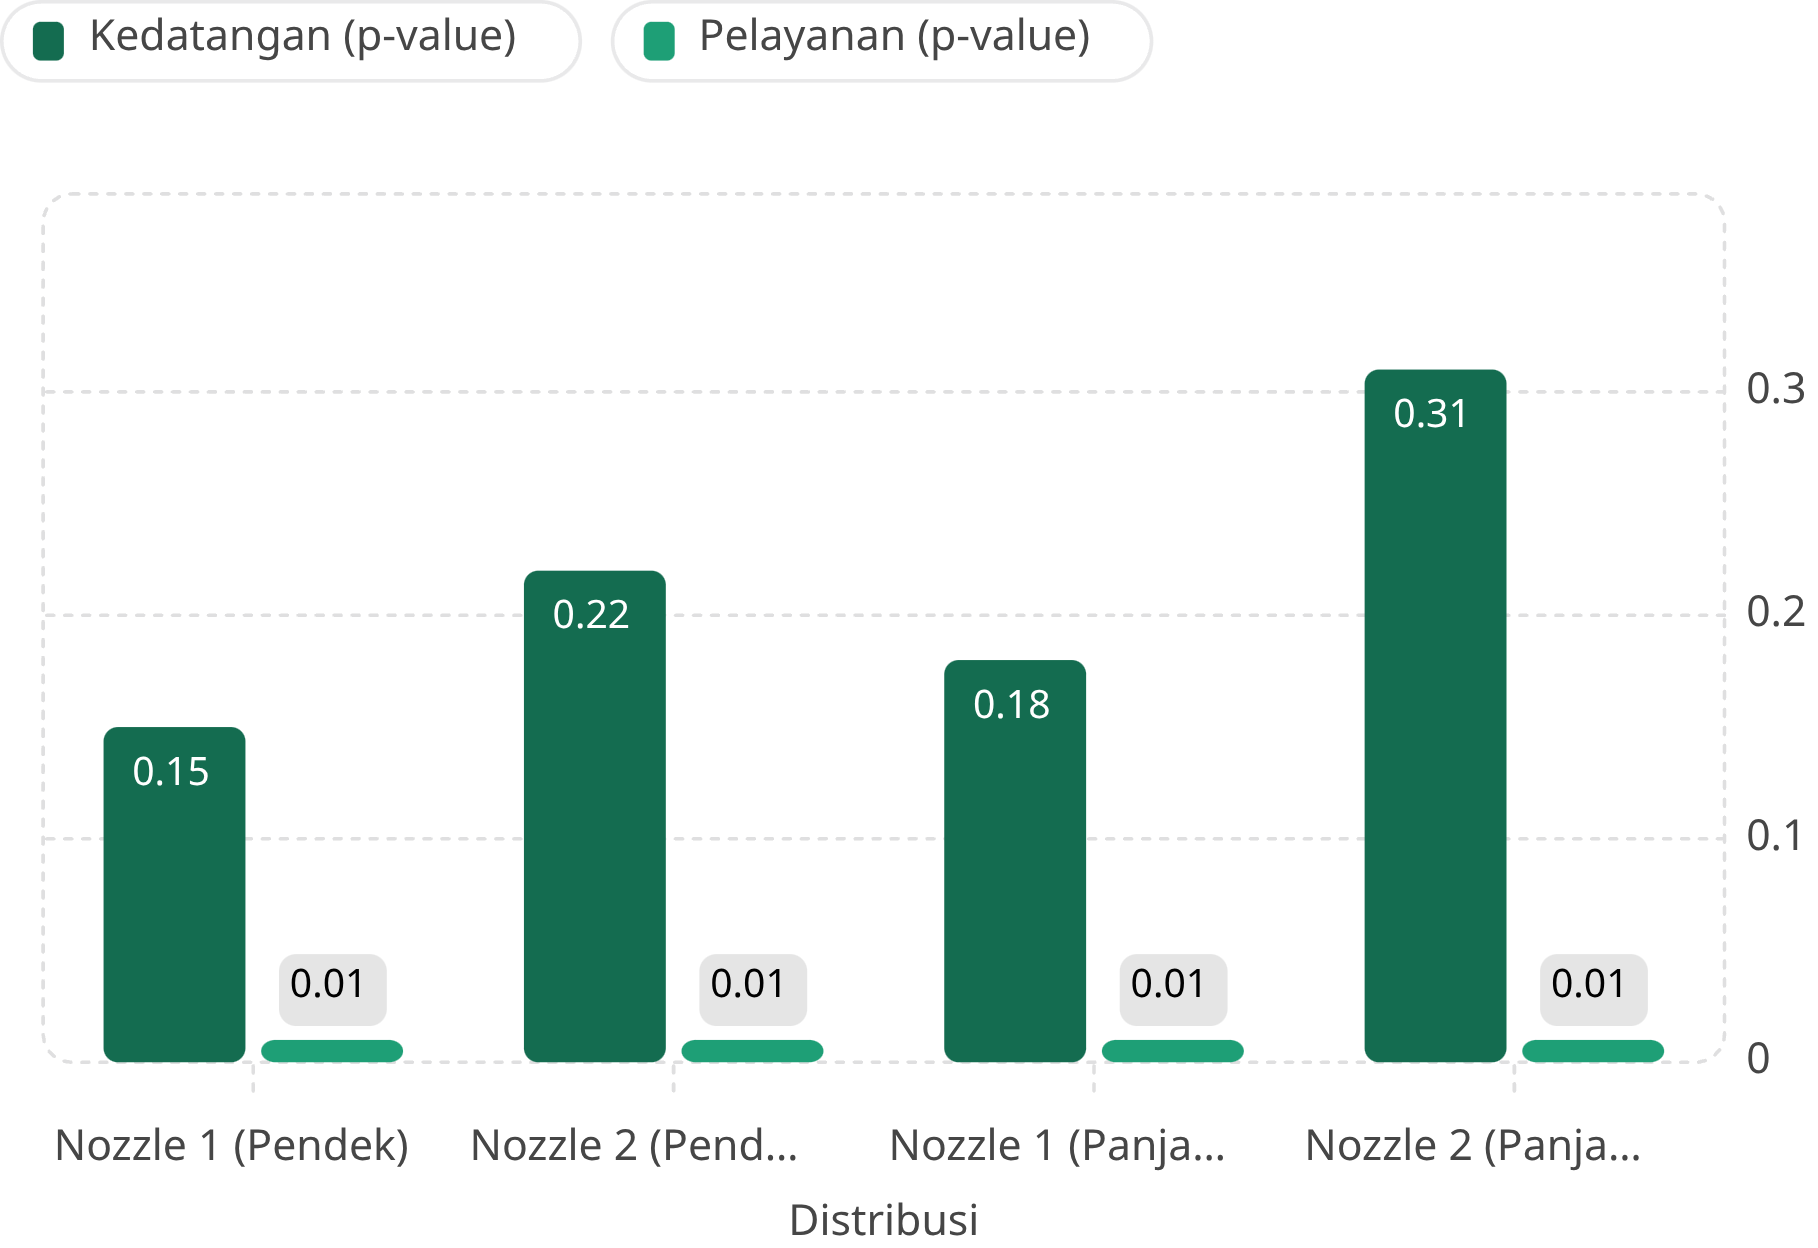 Kedatangan (p-value)
Pelayanan (p-value)
0.3
0.31
0.2
0.22
0.18
0.15
0.1
0.01
0.01
0.01
0.01
0
Nozzle 1 (Pendek)
Nozzle 2 (Pend...
Nozzle 1 (Panja...
Nozzle 2 (Panja...
Distribusi